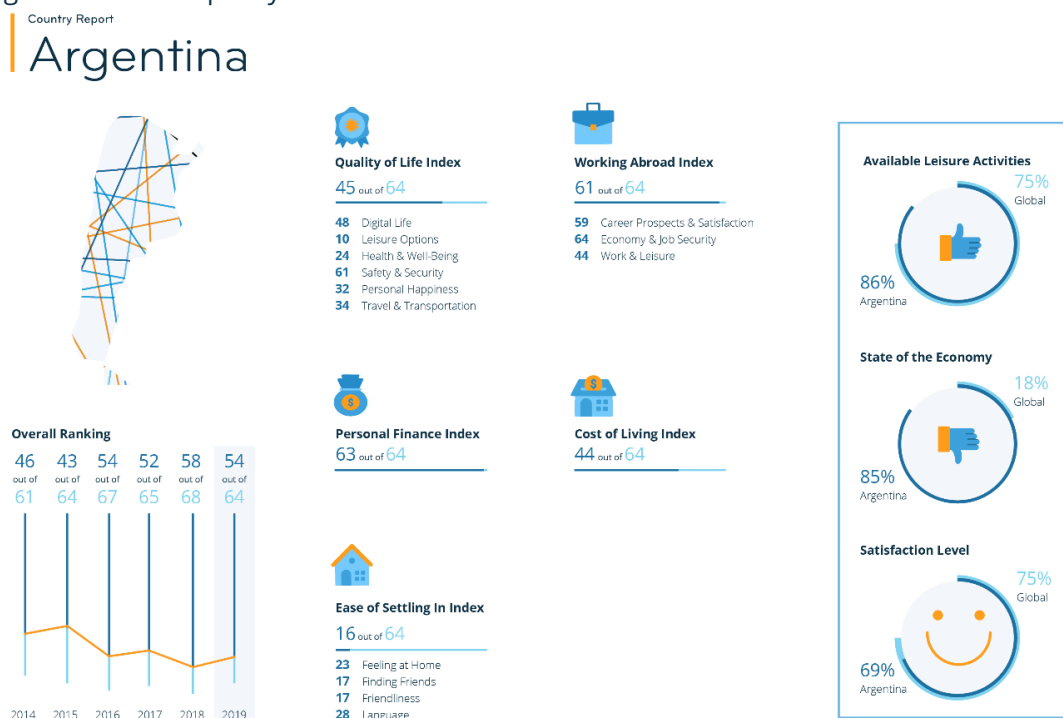 Country Report
Argentina
Quality of Life Index
45 out of 64
48 Digital Life
10 Leisure Options
24 Health & Well-Being
61 Safety & Security
32 Personal Happiness
34 Travel & Transportation
Working Abroad Index
61 out of 64
59 Career Prospects & Satisfaction
64 Economy & Job Security
44 Work & Leisure
Personal Finance Index
63 out of 64
Cost of Living Index
44 out of 64
Ease of Settling In Index
16 out of 64
23 Feeling at Home
17 Finding Friends
17 Friendliness
28 Language
Overall Ranking
46 43 54 52 58 54
out of out of out of out of out of out of
61 64 67 65 68 64
2014 2015 2016 2017 2018 2019
Available Leisure Activities
75%
Global
86%
Argentina
State of the Economy
18%
Global
85%
Argentina
Satisfaction Level
75%
Global
69%
Argentina